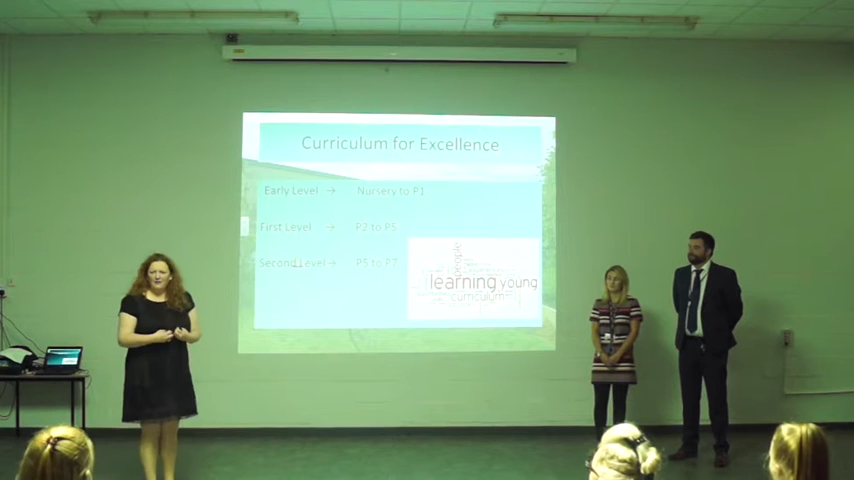 Curriculum for Excellence
Early Level → Nursery to P1
First Level → P2 to P5
Second Level → P5 to P7
people
learning young
curriculum